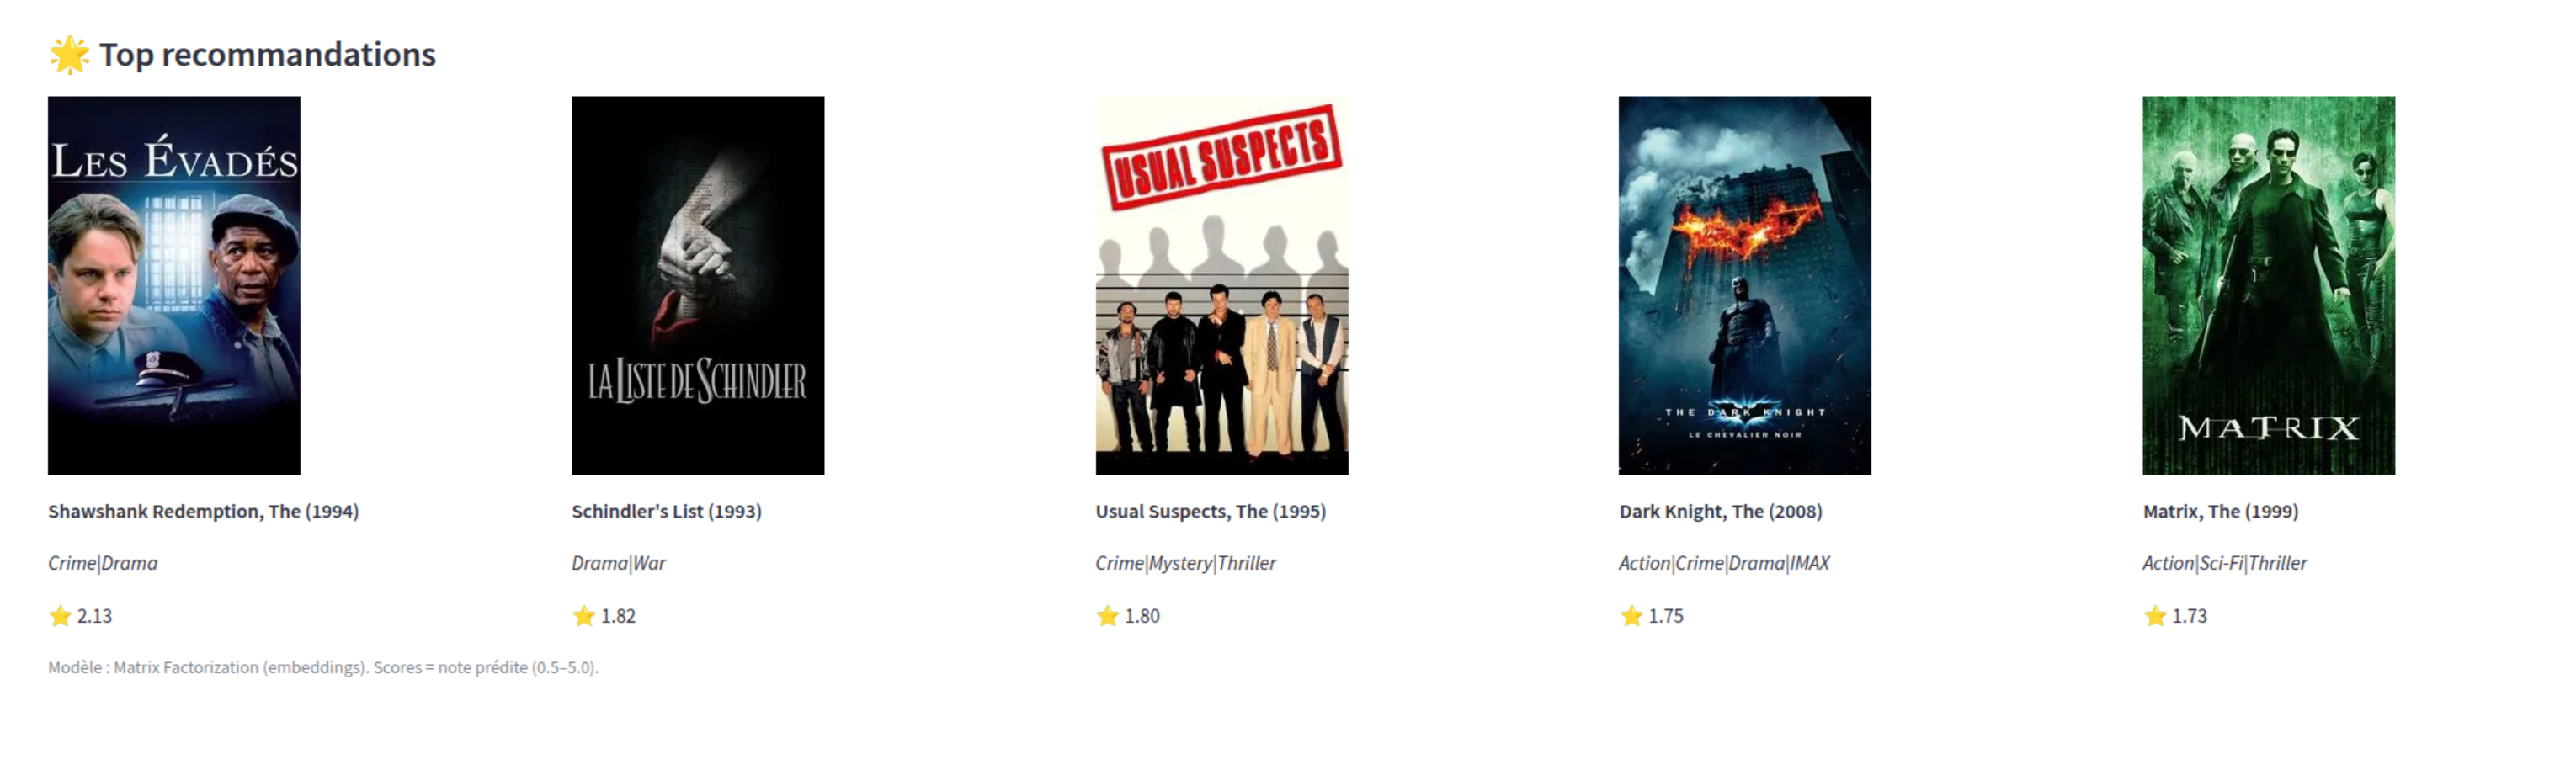 🌟 Top recommandations
LES ÉVADÉS
LA LISTE DE SCHINDLER
USUAL SUSPECTS
THE DARK KNIGHT
LE CHEVALIER NOIR
MATRIX
Shawshank Redemption, The (1994)
Crime|Drama
⭐ 2.13
Schindler's List (1993)
Drama|War
⭐ 1.82
Usual Suspects, The (1995)
Crime|Mystery|Thriller
⭐ 1.80
Dark Knight, The (2008)
Action|Crime|Drama|IMAX
⭐ 1.75
Matrix, The (1999)
Action|Sci-Fi|Thriller
⭐ 1.73
Modèle : Matrix Factorization (embeddings). Scores = note prédite (0.5–5.0).